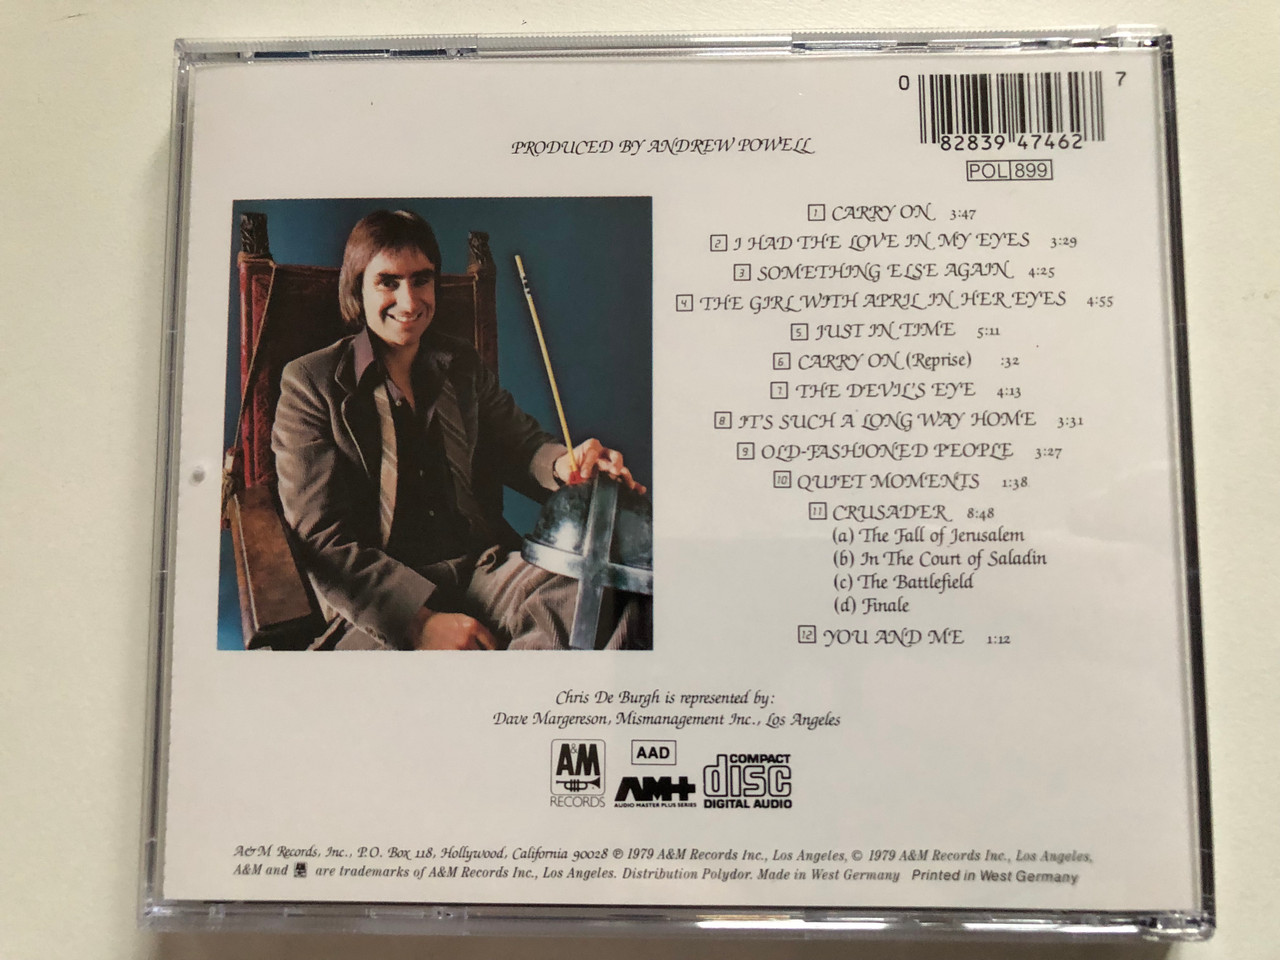 0 82839 47462 7
POL 899
PRODUCED BY ANDREW POWELL
1 CARRY ON 3:47
2 I HAD THE LOVE IN MY EYES 3:29
3 SOMETHING ELSE AGAIN 4:25
4 THE GIRL WITH APRIL IN HER EYES 4:55
5 JUST IN TIME 5:11
6 CARRY ON (Reprise) :32
7 THE DEVIL'S EYE 4:13
8 IT'S SUCH A LONG WAY HOME 3:31
9 OLD-FASHIONED PEOPLE 3:27
10 QUIET MOMENTS 1:38
11 CRUSADER 8:48
(a) The Fall of Jerusalem
(b) In The Court of Saladin
(c) The Battlefield
(d) Finale
12 YOU AND ME 1:12
Chris De Burgh is represented by:
Dave Margereson, Mismanagement Inc., Los Angeles
A&M RECORDS
AAD
AM+
AUDIO MASTER PLUS SERIES
COMPACT disc DIGITAL AUDIO
A&M Records, Inc., P.O. Box 118, Hollywood, California 90028 ℗ 1979 A&M Records Inc., Los Angeles, © 1979 A&M Records Inc., Los Angeles,
A&M and are trademarks of A&M Records Inc., Los Angeles. Distribution Polydor. Made in West Germany Printed in West Germany